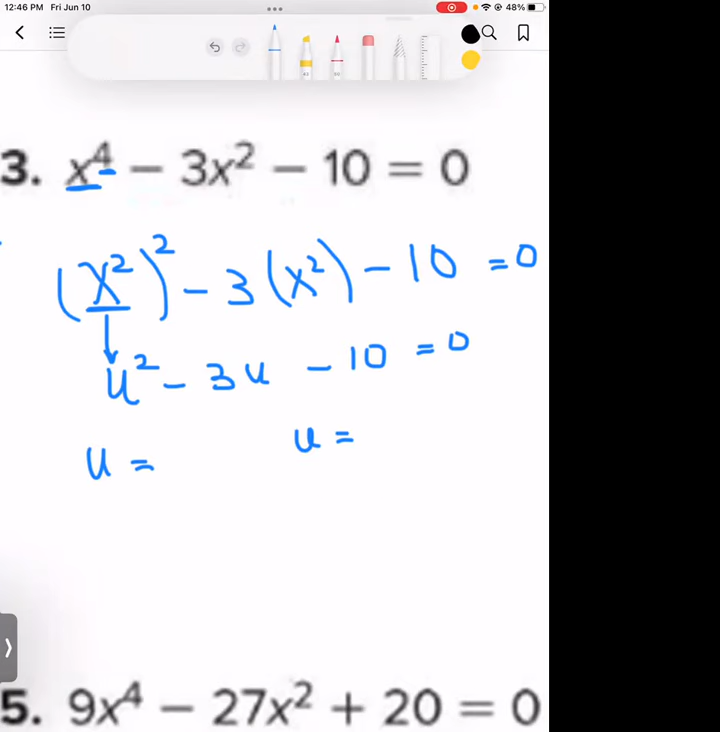 12:46 PM Fri Jun 10 48%
3. x⁴ − 3x² − 10 = 0
(x²)² − 3(x²) − 10 = 0
u² − 3u − 10 = 0
u = u =
5. 9x⁴ − 27x² + 20 = 0